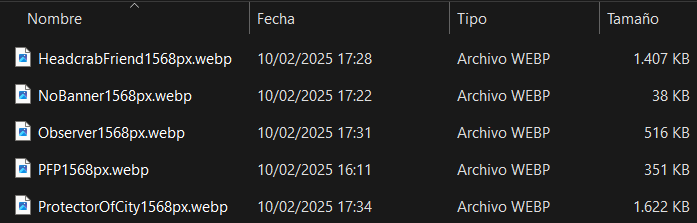 Nombre Fecha Tipo Tamaño
HeadcrabFriend1568px.webp 10/02/2025 17:28 Archivo WEBP 1.407 KB
NoBanner1568px.webp 10/02/2025 17:22 Archivo WEBP 38 KB
Observer1568px.webp 10/02/2025 17:31 Archivo WEBP 516 KB
PFP1568px.webp 10/02/2025 16:11 Archivo WEBP 351 KB
ProtectorOfCity1568px.webp 10/02/2025 17:34 Archivo WEBP 1.622 KB